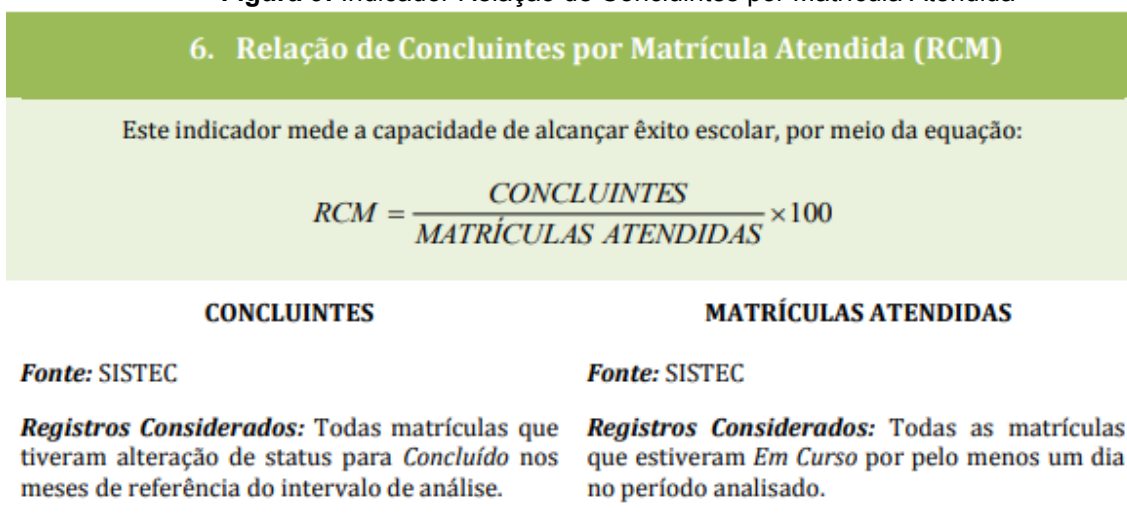 Figura 6: Indicador Relação de Concluintes por Matrícula Atendida
6. Relação de Concluintes por Matrícula Atendida (RCM)
Este indicador mede a capacidade de alcançar êxito escolar, por meio da equação:
RCM = CONCLUINTES / MATRÍCULAS ATENDIDAS × 100
CONCLUINTES
Fonte: SISTEC
Registros Considerados: Todas matrículas que
tiveram alteração de status para Concluído nos
meses de referência do intervalo de análise.
MATRÍCULAS ATENDIDAS
Fonte: SISTEC
Registros Considerados: Todas as matrículas
que estiveram Em Curso por pelo menos um dia
no período analisado.